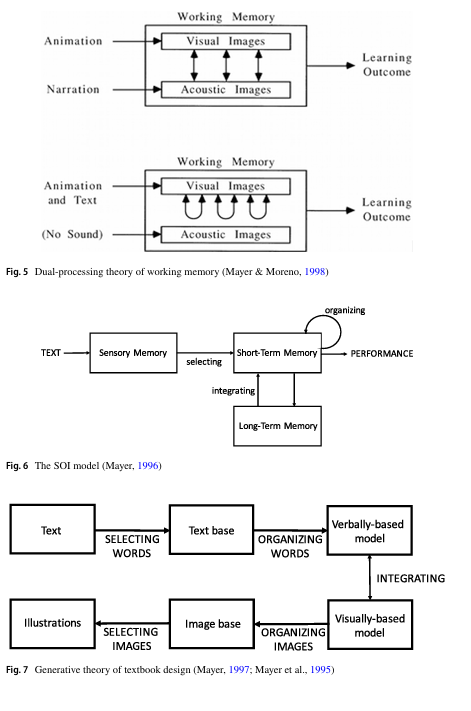 Working Memory
Animation
Visual Images
Learning
Outcome
Narration
Acoustic Images
Working Memory
Animation
and Text
Visual Images
Learning
Outcome
(No Sound)
Acoustic Images
Fig. 5 Dual-processing theory of working memory (Mayer & Moreno, 1998)
organizing
TEXT
Sensory Memory
selecting
Short-Term Memory
PERFORMANCE
integrating
Long-Term Memory
Fig. 6 The SOI model (Mayer, 1996)
Text
SELECTING
WORDS
Text base
ORGANIZING
WORDS
Verbally-based
model
INTEGRATING
Illustrations
SELECTING
IMAGES
Image base
ORGANIZING
IMAGES
Visually-based
model
Fig. 7 Generative theory of textbook design (Mayer, 1997; Mayer et al., 1995)